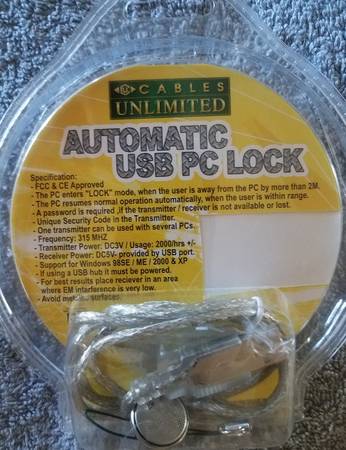 CABLES
UNLIMITED
AUTOMATIC
USB PC LOCK
Specification:
- FCC & CE Approved
- The PC enters "LOCK" mode, when the user is away from the PC by more than 2M.
- The PC resumes normal operation automatically, when the user is within range.
- A password is required ,if the transmitter / receiver is not available or lost.
- Unique Security Code in the Transmitter.
- One transmitter can be used with several PCs.
- Frequency: 315 MHZ
- Transmitter Power: DC3V / Usage: 2000/hrs +/-
- Receiver Power: DC5V- provided by USB port.
- Support for Windows 98SE / ME / 2000 & XP
- If using a USB hub it must be powered.
- For best results place reciever in an area
where EM intarference is very low.
- Avoid metal surfaces.